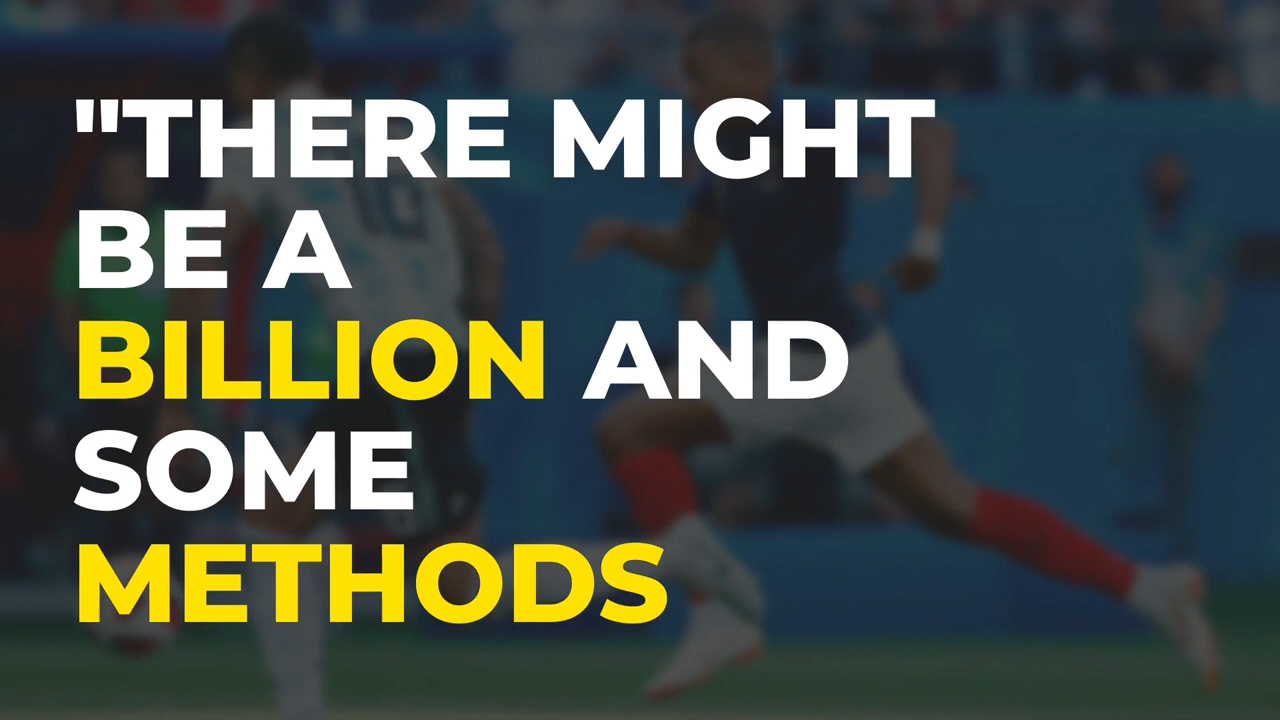 "THERE MIGHT
BE A
BILLION AND
SOME
METHODS